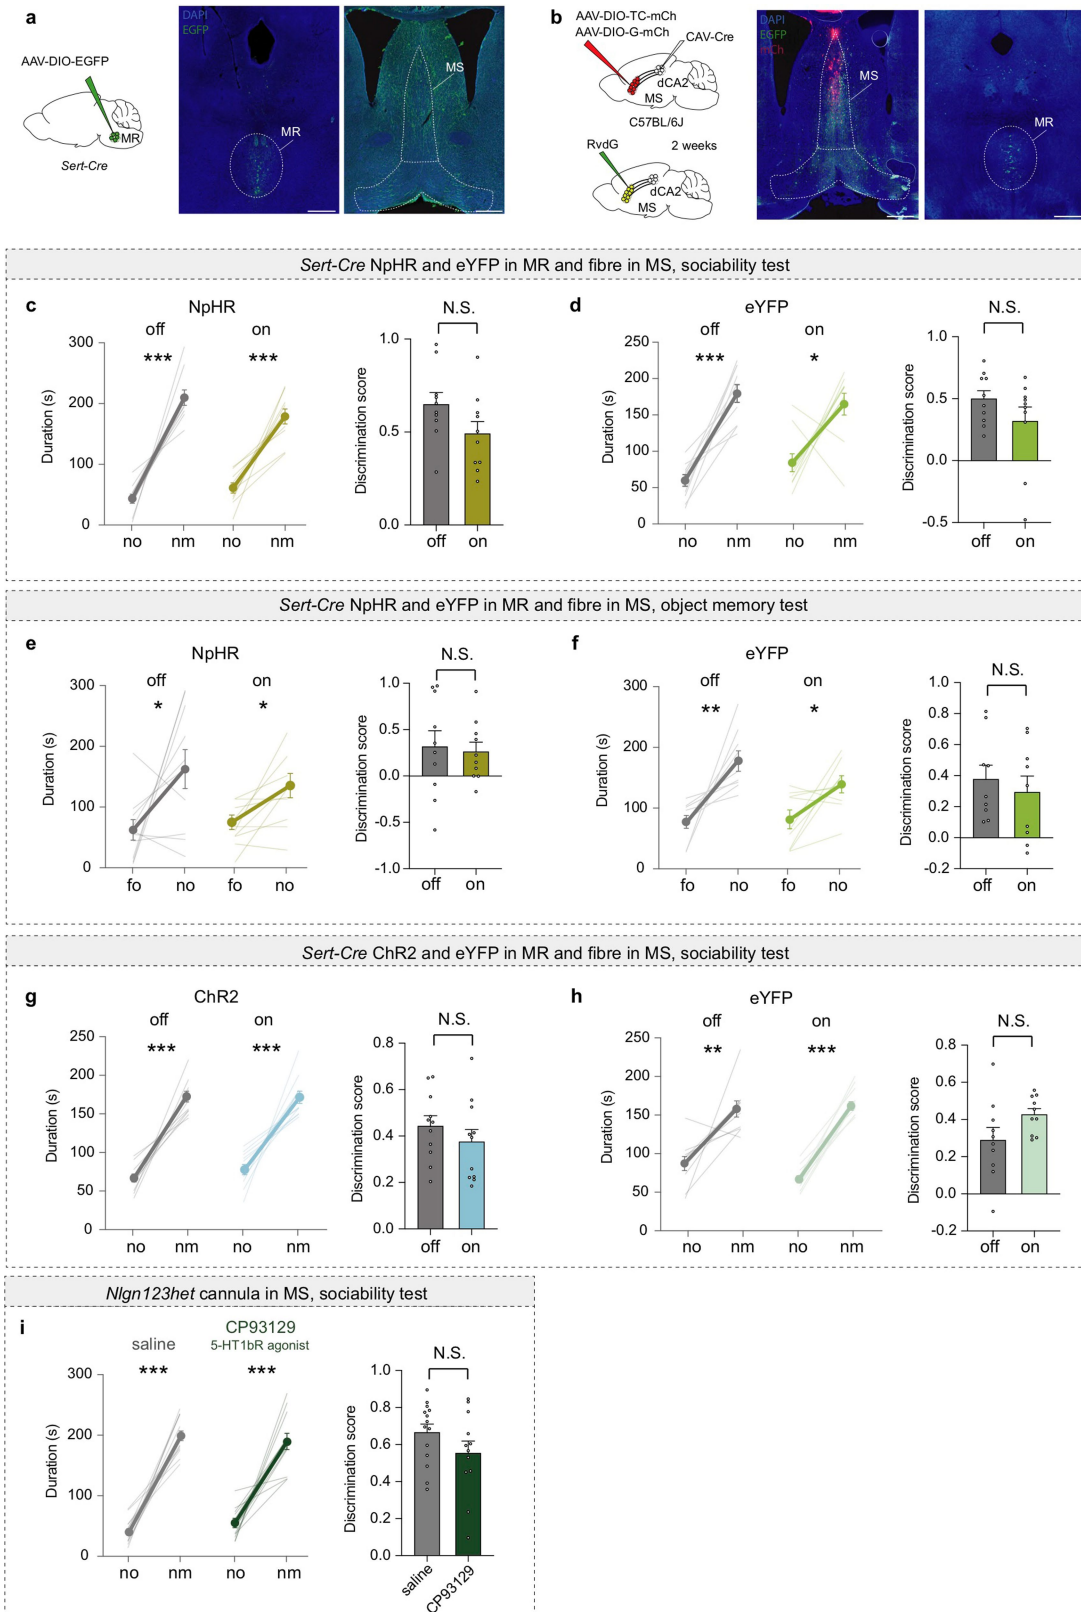 a
AAV-DIO-EGFP
MR
Sert-Cre
DAPI
EGFP
MR
MS
b
AAV-DIO-TC-mCh
AAV-DIO-G-mCh
CAV-Cre
dCA2
MS
C57BL/6J
RvdG
2 weeks
dCA2
MS
DAPI
EGFP
mCh
MS
MR
Sert-Cre NpHR and eYFP in MR and fibre in MS, sociability test
c
NpHR
off
on
***
***
Duration (s)
300
200
100
0
no
nm
no
nm
N.S.
Discrimination score
1.0
0.5
0.0
off
on
d
eYFP
off
on
***
*
Duration (s)
250
200
150
100
50
0
no
nm
no
nm
N.S.
Discrimination score
1.0
0.5
0.0
-0.5
off
on
Sert-Cre NpHR and eYFP in MR and fibre in MS, object memory test
e
NpHR
off
on
*
*
Duration (s)
300
200
100
0
fo
no
fo
no
N.S.
Discrimination score
1.0
0.5
0.0
-0.5
-1.0
off
on
f
eYFP
off
on
**
*
Duration (s)
300
200
100
0
fo
no
fo
no
N.S.
Discrimination score
1.0
0.8
0.6
0.4
0.2
0.0
-0.2
off
on
Sert-Cre ChR2 and eYFP in MR and fibre in MS, sociability test
g
ChR2
off
on
***
***
Duration (s)
250
200
150
100
50
0
no
nm
no
nm
N.S.
Discrimination score
0.8
0.6
0.4
0.2
0.0
off
on
h
eYFP
off
on
**
***
Duration (s)
250
200
150
100
50
0
no
nm
no
nm
N.S.
Discrimination score
0.8
0.6
0.4
0.2
0.0
-0.2
off
on
Nlgn123het cannula in MS, sociability test
i
saline
CP93129
5-HT1bR agonist
***
***
Duration (s)
300
200
100
0
no
nm
no
nm
N.S.
Discrimination score
1.0
0.8
0.6
0.4
0.2
0.0
saline
CP93129